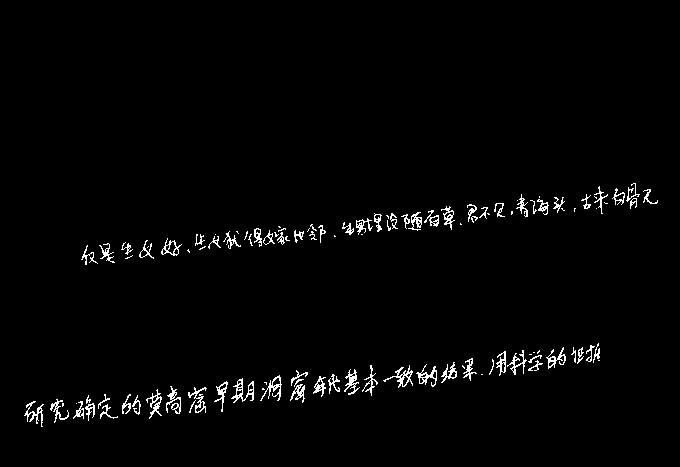 反是生女好、生女犹得嫁比邻、生男埋没随百草、君不见,青海头,古来白骨无
研究确定的莫高窟早期洞窟年代基本一致的结果.用科学的证据